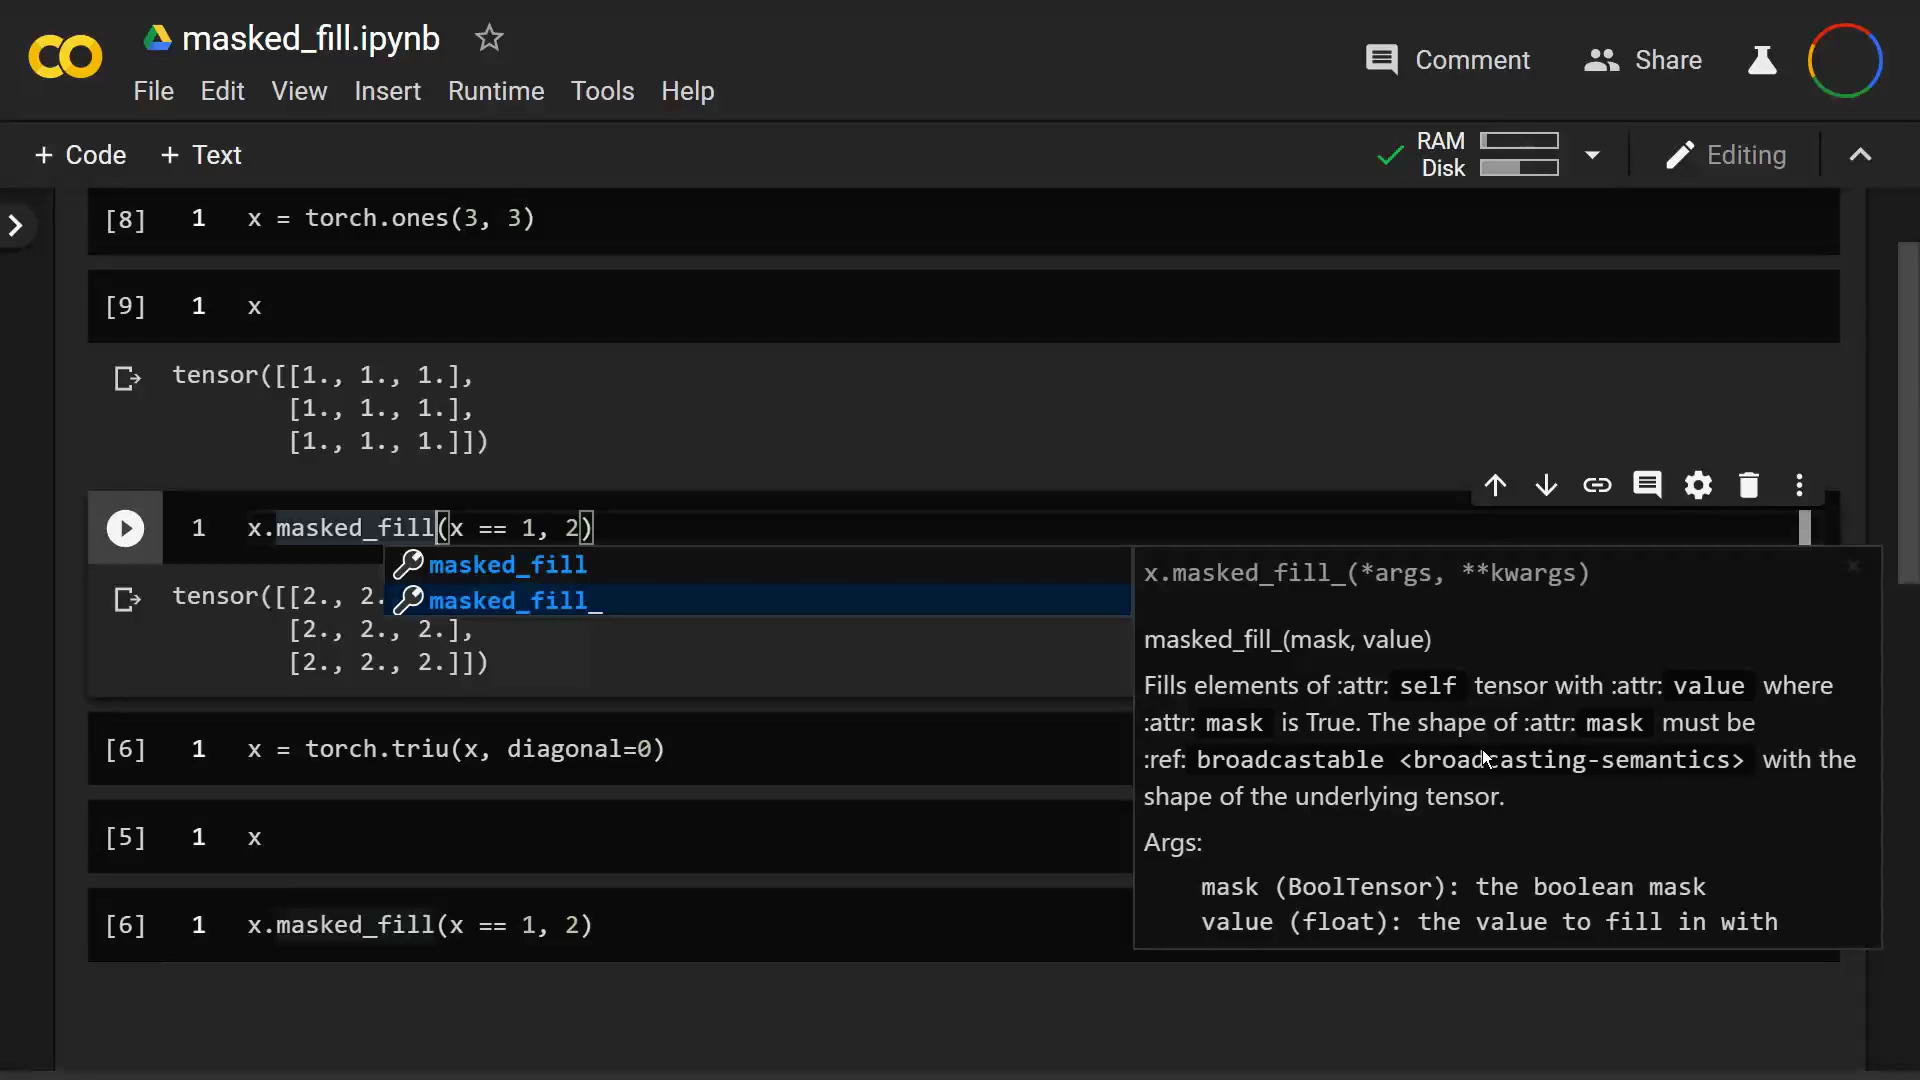 masked_fill.ipynb
Comment
Share
File Edit View Insert Runtime Tools Help
+ Code + Text
RAM
Disk
Editing
[8] 1 x = torch.ones(3, 3)
[9] 1 x
tensor([[1., 1., 1.],
[1., 1., 1.],
[1., 1., 1.]])
1 x.masked_fill(x == 1, 2)
masked_fill
masked_fill_
tensor([[2., 2.
[2., 2., 2.],
[2., 2., 2.]])
x.masked_fill_(*args, **kwargs)
masked_fill_(mask, value)
Fills elements of :attr: self tensor with :attr: value where
:attr: mask is True. The shape of :attr: mask must be
:ref: broadcastable <broadcasting-semantics> with the
shape of the underlying tensor.
Args:
mask (BoolTensor): the boolean mask
value (float): the value to fill in with
[6] 1 x = torch.triu(x, diagonal=0)
[5] 1 x
[6] 1 x.masked_fill(x == 1, 2)